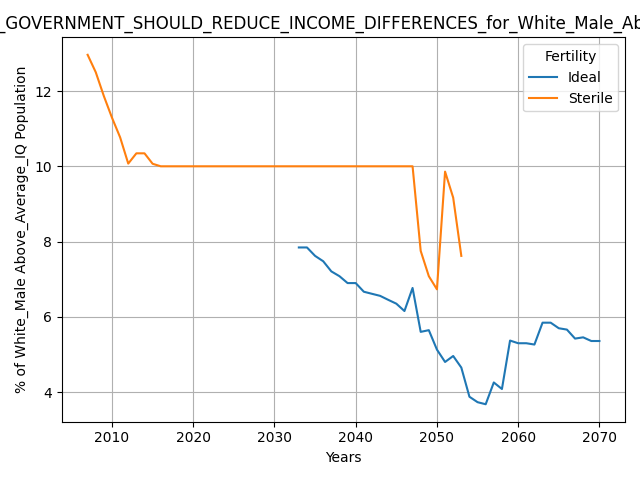 _GOVERNMENT_SHOULD_REDUCE_INCOME_DIFFERENCES_for_White_Male_Ab
Fertility
Ideal
Sterile
% of White_Male Above_Average_IQ Population
12
10
8
6
4
2010 2020 2030 2040 2050 2060 2070
Years